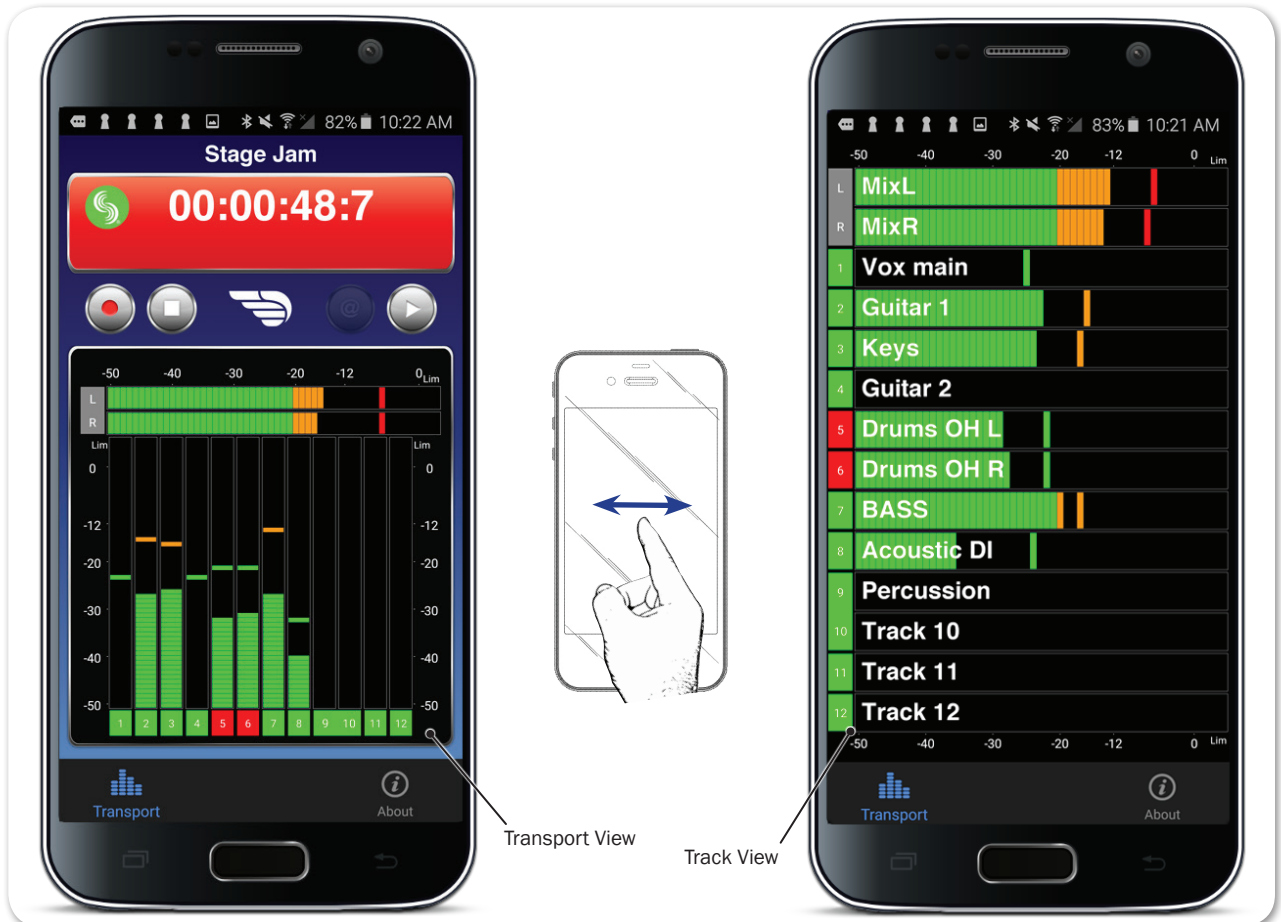 82% 10:22 AM
Stage Jam
00:00:48:7
@
-50 -40 -30 -20 -12 0 Lim
L
R
Lim Lim
0 0
-12 -12
-20 -20
-30 -30
-40 -40
-50 -50
1 2 3 4 5 6 7 8 9 10 11 12
Transport
About
Transport View
83% 10:21 AM
-50 -40 -30 -20 -12 0 Lim
L MixL
R MixR
1 Vox main
2 Guitar 1
3 Keys
4 Guitar 2
5 Drums OH L
6 Drums OH R
7 BASS
8 Acoustic DI
9 Percussion
10 Track 10
11 Track 11
12 Track 12
-50 -40 -30 -20 -12 0 Lim
Transport
About
Track View